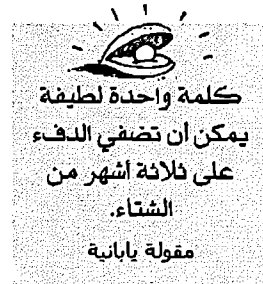 كلمة واحدة لطيفة
يمكن أن تضفي الدفء
على ثلاثة أشهر من
الشتاء.
مقولة يابانية